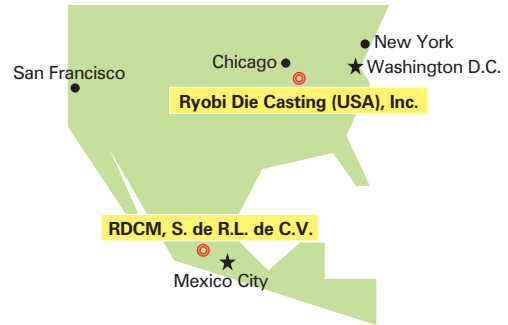 New York
Chicago
Washington D.C.
San Francisco
Ryobi Die Casting (USA), Inc.
RDCM, S. de R.L. de C.V.
Mexico City